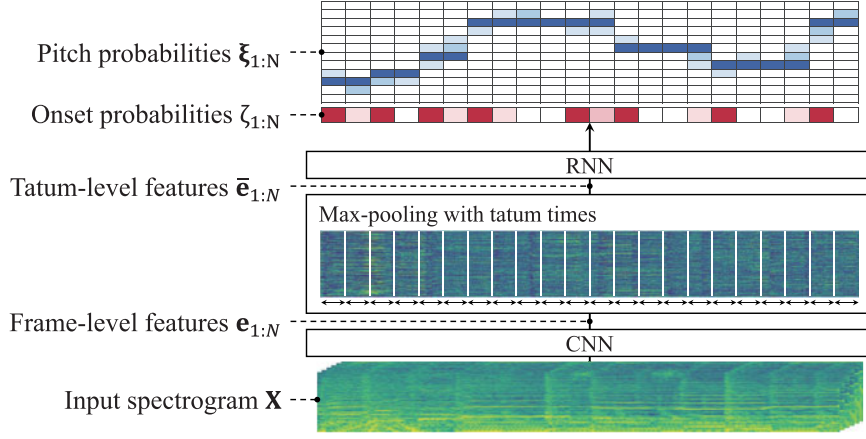 Pitch probabilities ξ1:N
Onset probabilities ζ1:N
RNN
Tatum-level features ē1:N
Max-pooling with tatum times
Frame-level features e1:N
CNN
Input spectrogram X